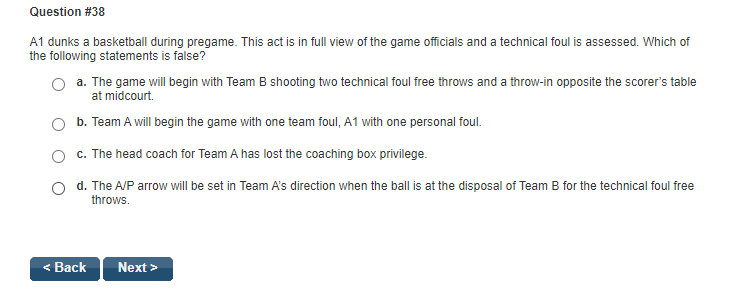 Question #38
A1 dunks a basketball during pregame. This act is in full view of the game officials and a technical foul is assessed. Which of
the following statements is false?
a. The game will begin with Team B shooting two technical foul free throws and a throw-in opposite the scorer's table
at midcourt.
b. Team A will begin the game with one team foul, A1 with one personal foul.
c. The head coach for Team A has lost the coaching box privilege.
d. The A/P arrow will be set in Team A's direction when the ball is at the disposal of Team B for the technical foul free
throws.
< Back Next >